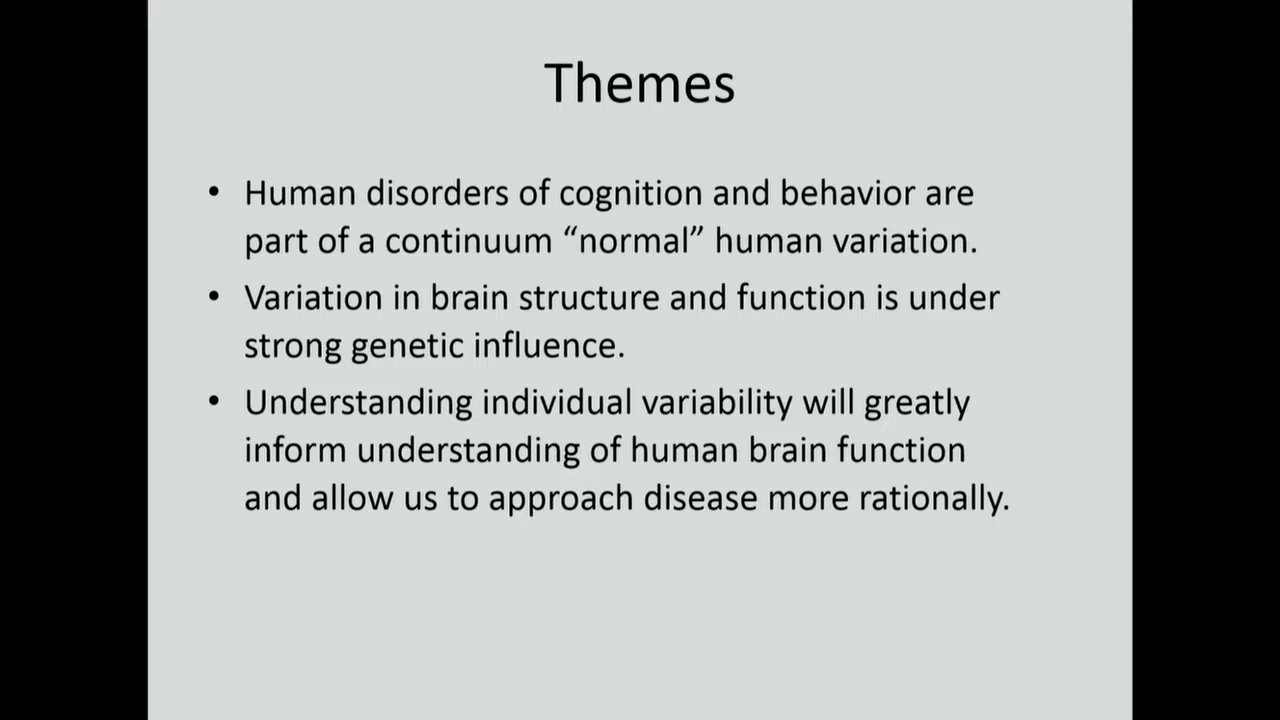 Themes
• Human disorders of cognition and behavior are
part of a continuum “normal” human variation.
• Variation in brain structure and function is under
strong genetic influence.
• Understanding individual variability will greatly
inform understanding of human brain function
and allow us to approach disease more rationally.